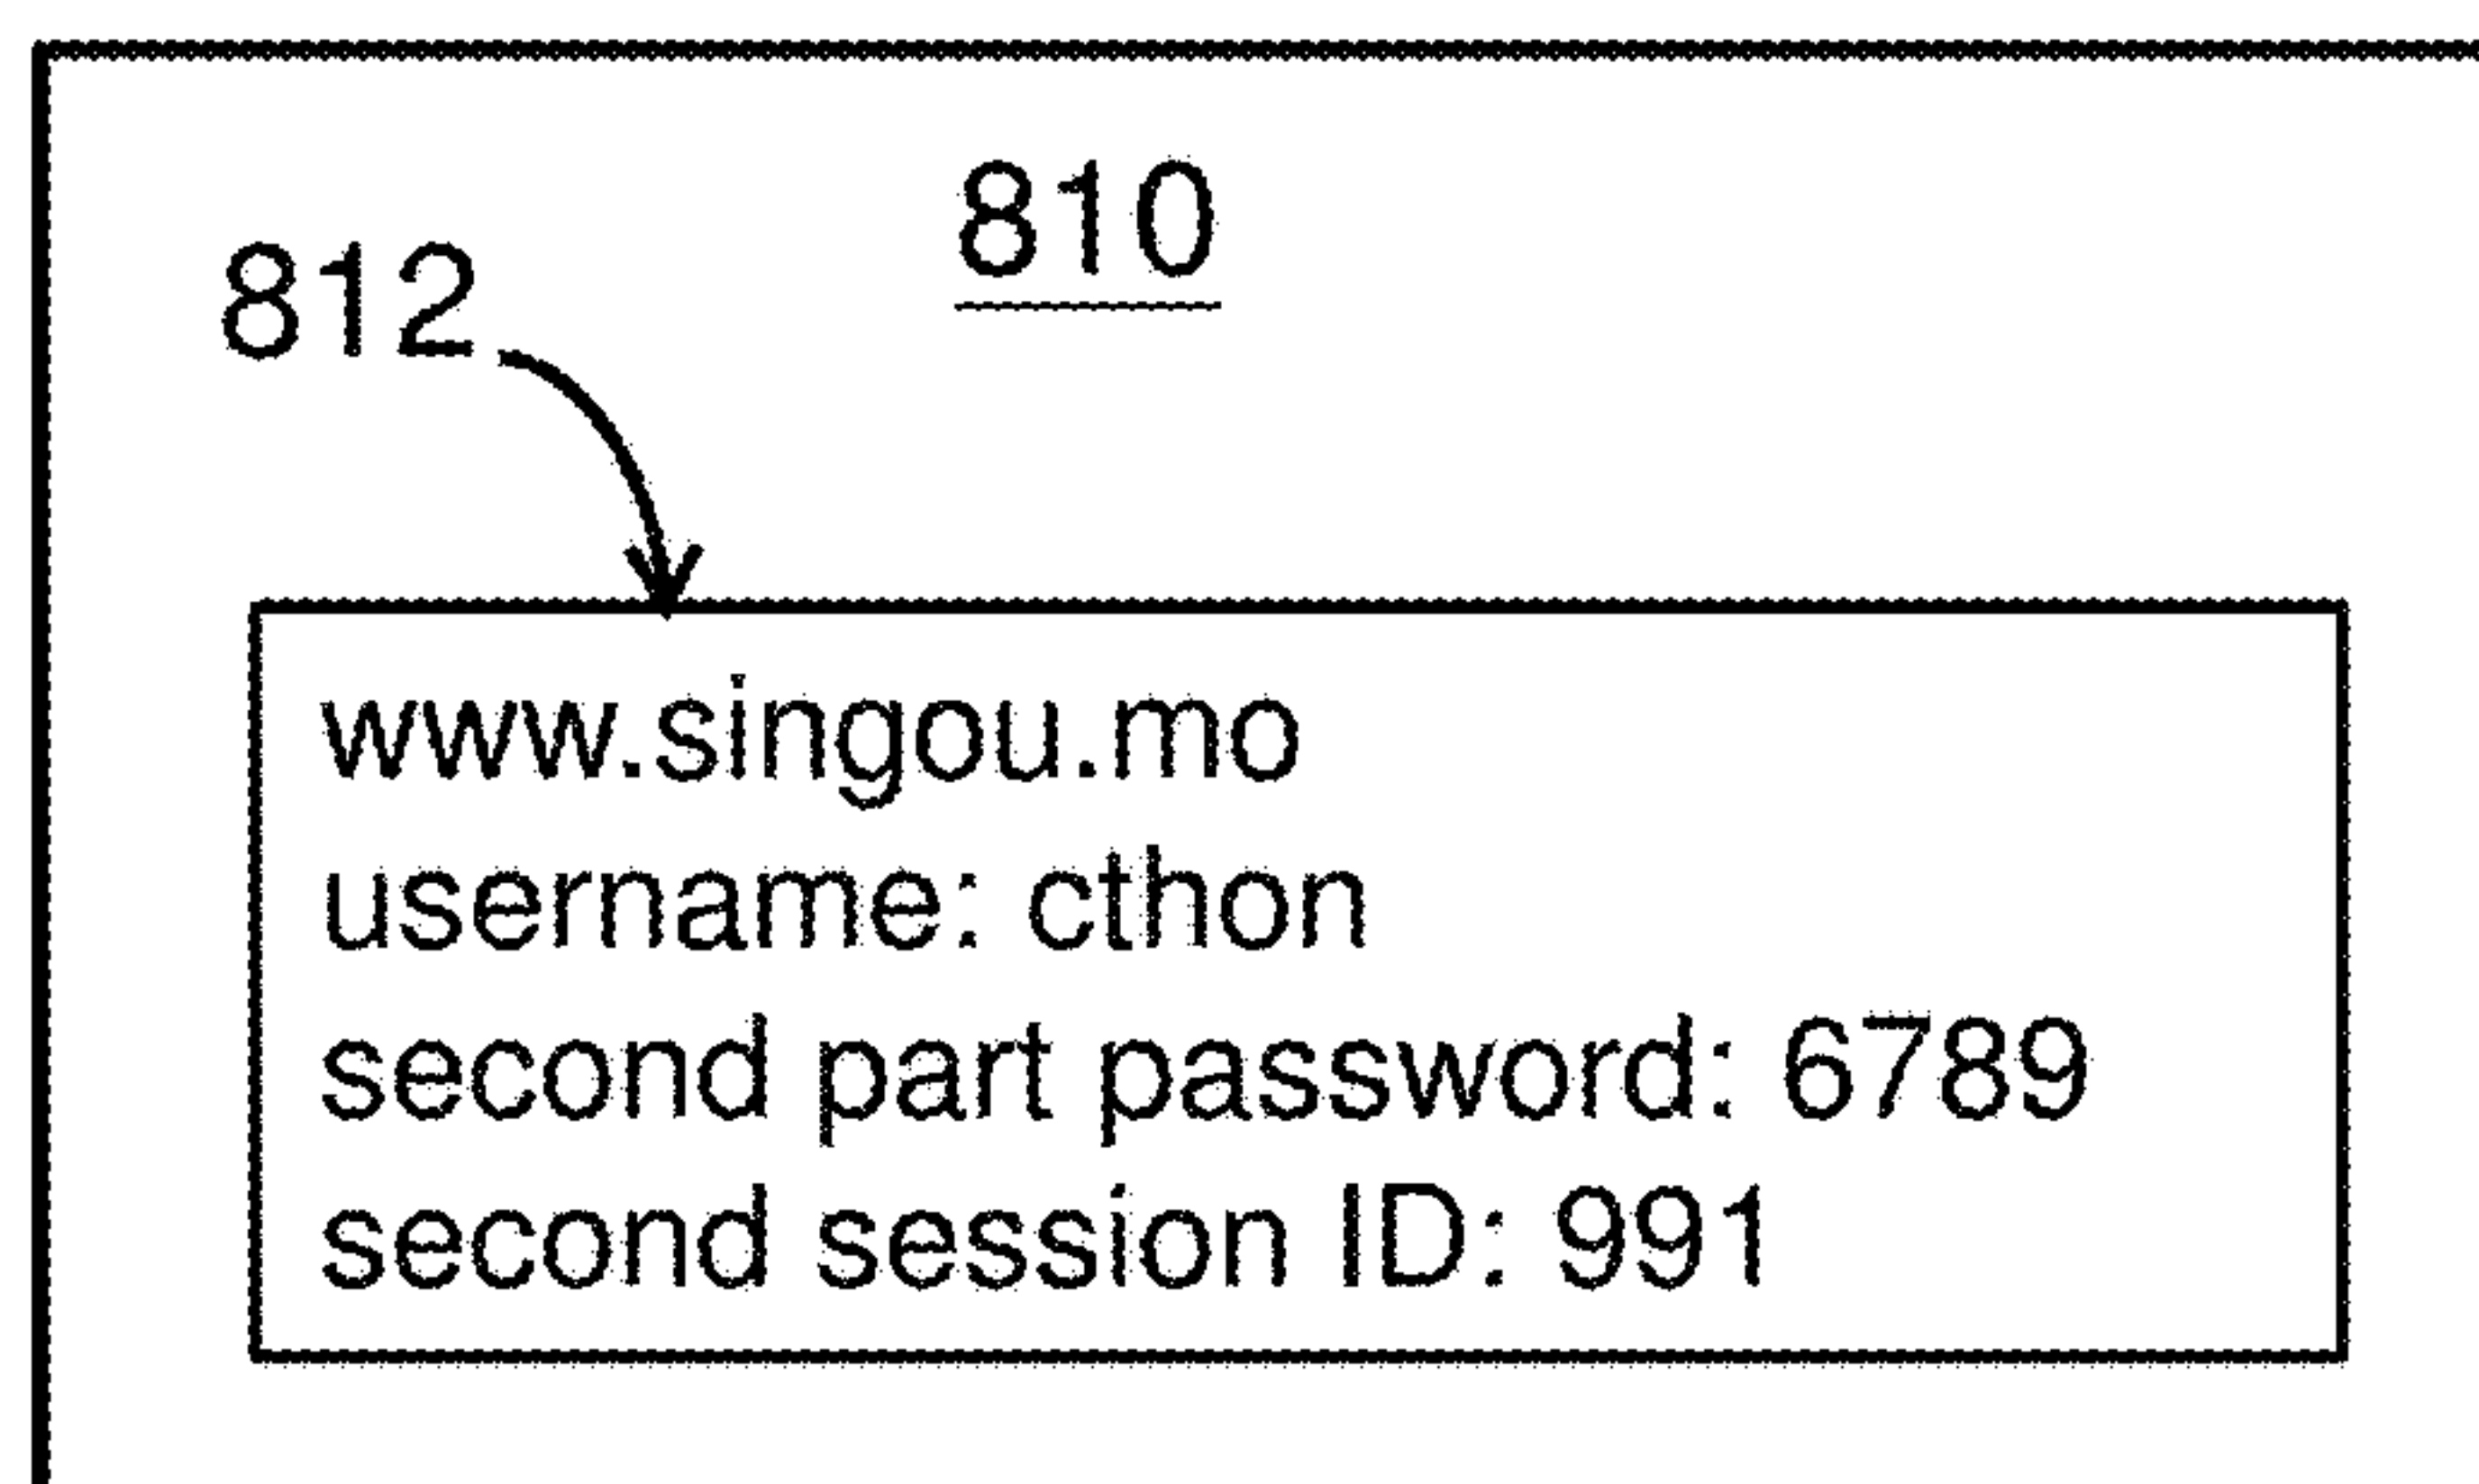 810
812
www.singou.mo
username: cthon
second part password: 6789
second session ID: 991